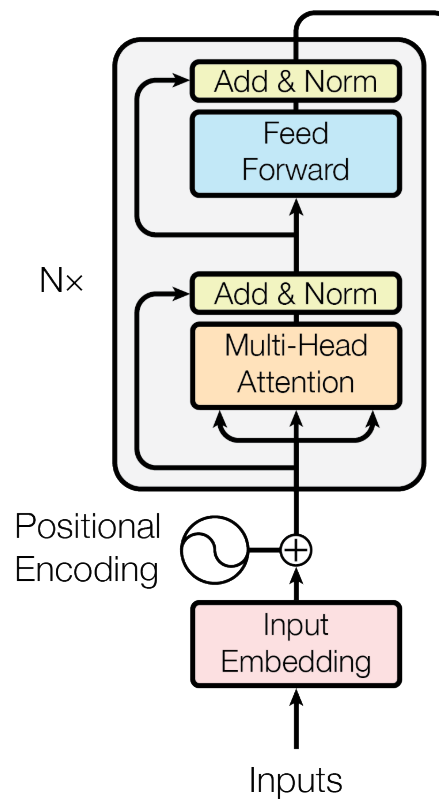 Add & Norm
Feed
Forward
N×
Add & Norm
Multi-Head
Attention
Positional
Encoding
Input
Embedding
Inputs